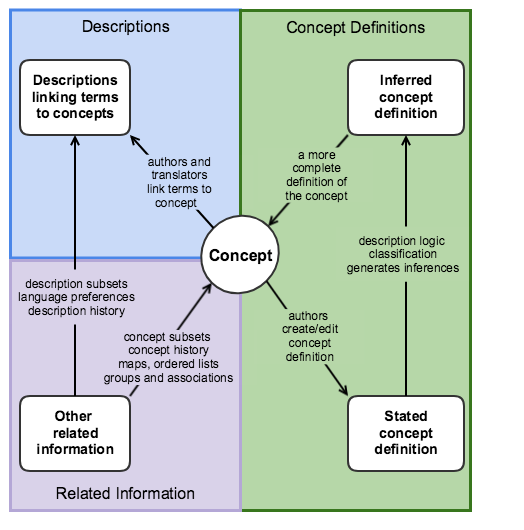 Descriptions
Concept Definitions
Descriptions
linking terms
to concepts
Inferred
concept
definition
authors and
translators
link terms to
concept
a more
complete
definition of
the concept
Concept
description logic
classification
generates inferences
description subsets
language preferences
description history
authors
create/edit
concept
definition
concept subsets
concept history
maps, ordered lists
groups and associations
Other
related
information
Stated
concept
definition
Related Information